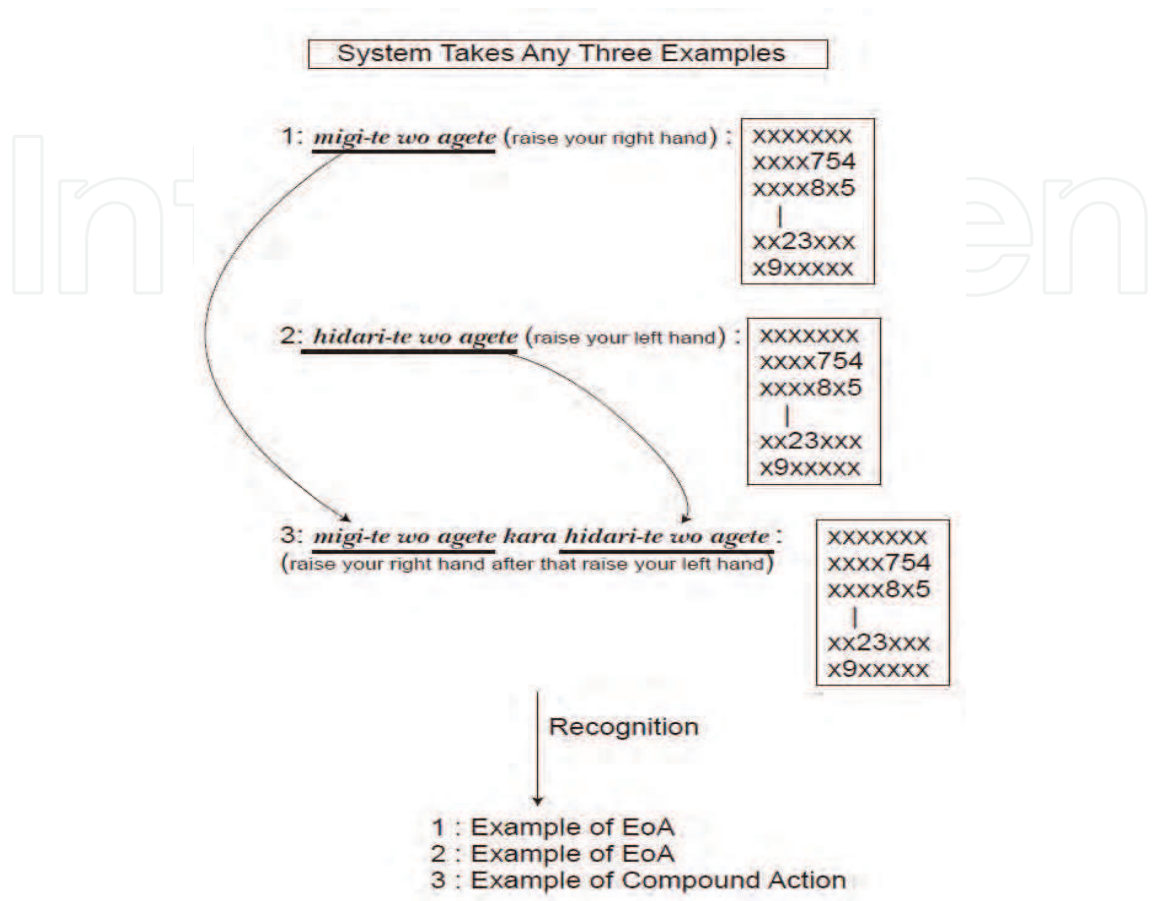 System Takes Any Three Examples
1: migi-te wo agete (raise your right hand) :
xxxxxxx
xxxx754
xxxx8x5
|
xx23xxx
x9xxxxx
2: hidari-te wo agete (raise your left hand) :
xxxxxxx
xxxx754
xxxx8x5
|
xx23xxx
x9xxxxx
3: migi-te wo agete kara hidari-te wo agete :
(raise your right hand after that raise your left hand)
xxxxxxx
xxxx754
xxxx8x5
|
xx23xxx
x9xxxxx
Recognition
1 : Example of EoA
2 : Example of EoA
3 : Example of Compound Action